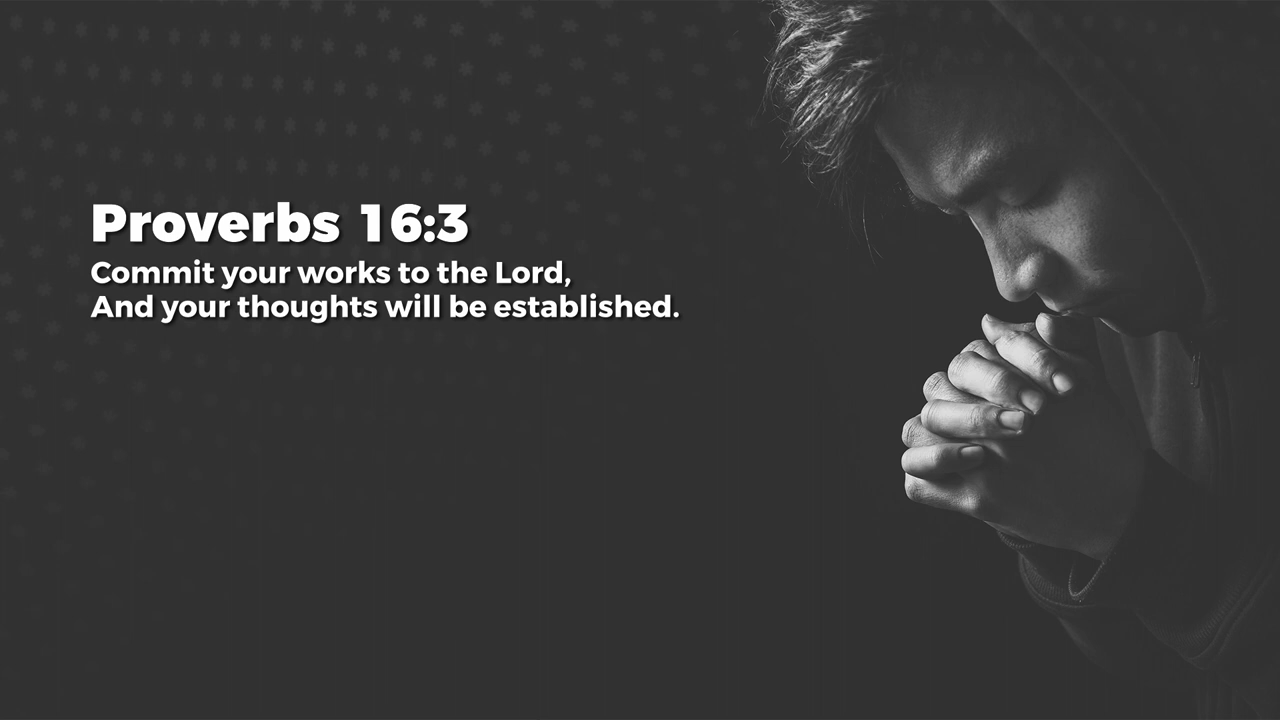 Proverbs 16:3
Commit your works to the Lord,
And your thoughts will be established.